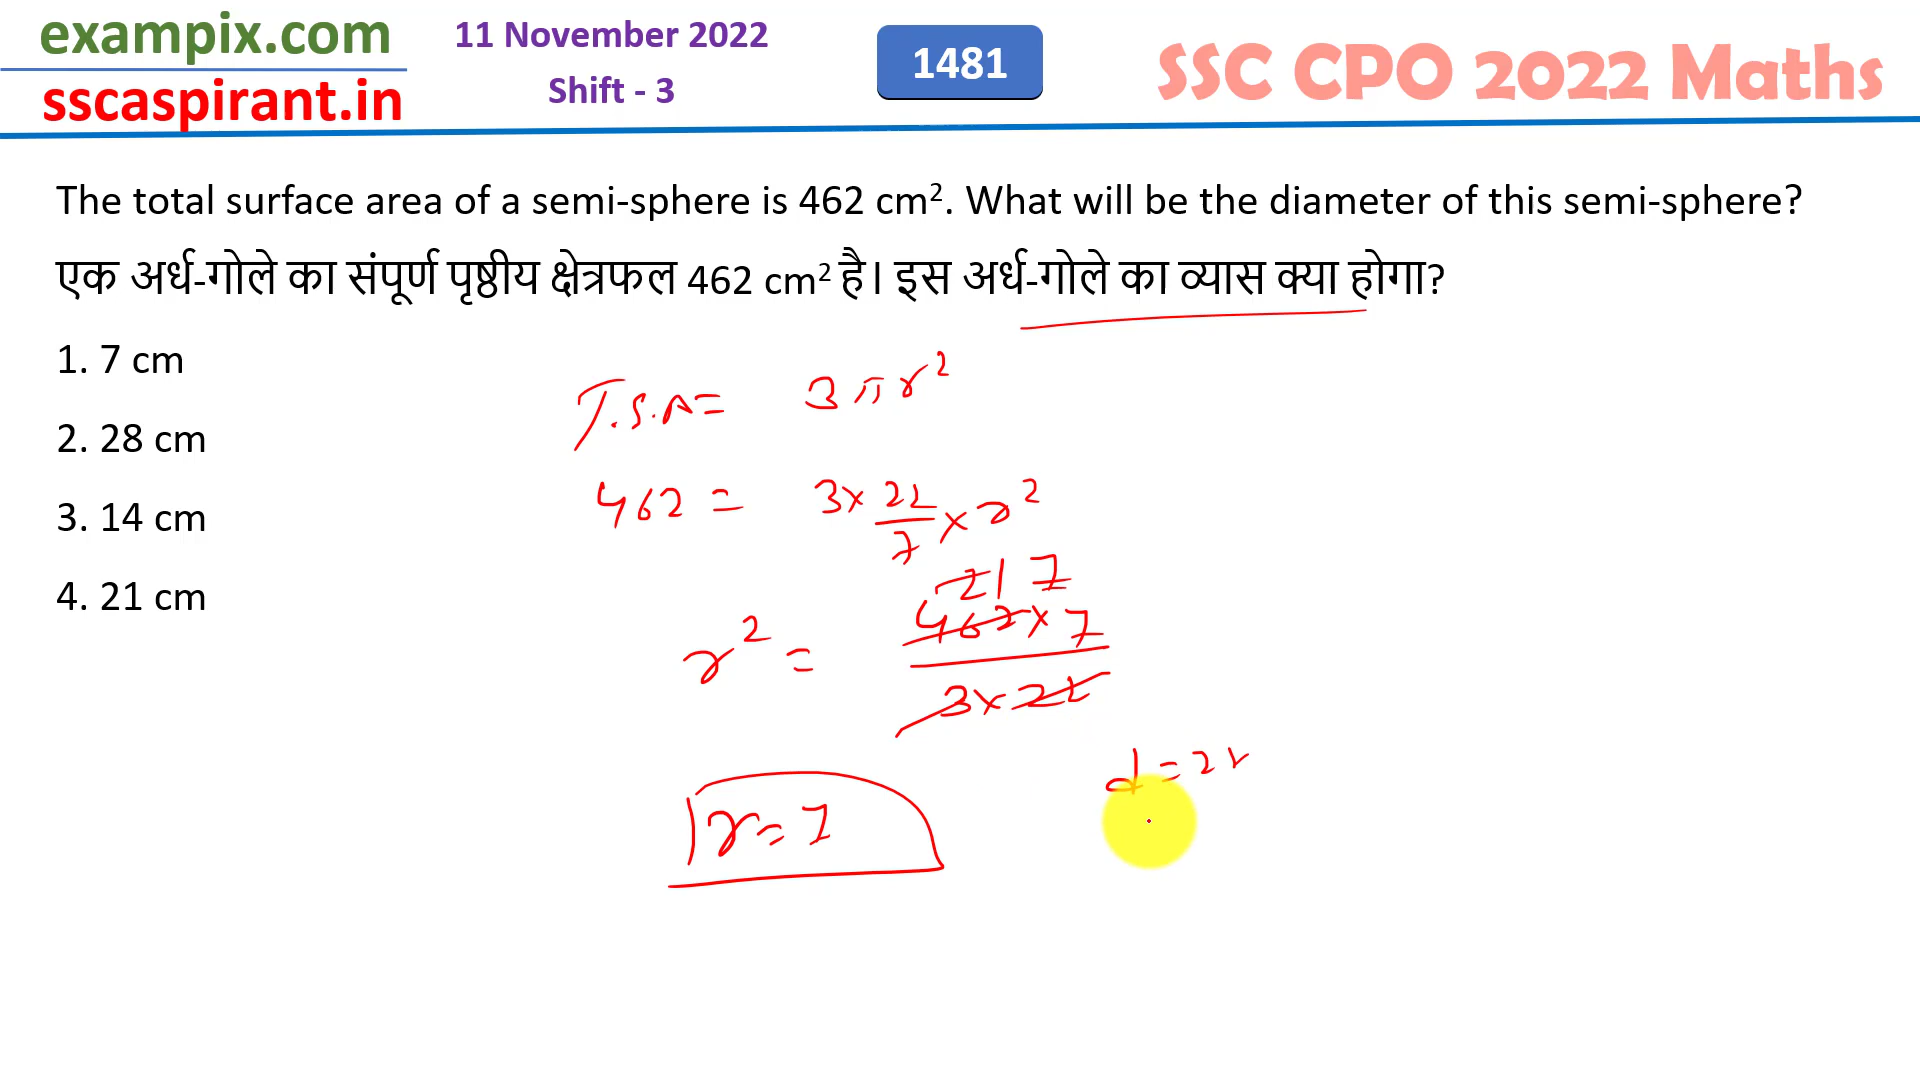 exampix.com
sscaspirant.in
11 November 2022
Shift - 3
1481
SSC CPO 2022 Maths
The total surface area of a semi-sphere is 462 cm². What will be the diameter of this semi-sphere?
एक अर्ध-गोले का संपूर्ण पृष्ठीय क्षेत्रफल 462 cm² है। इस अर्ध-गोले का व्यास क्या होगा?
1. 7 cm
2. 28 cm
3. 14 cm
4. 21 cm
T.S.A = 3πr²
462 = 3 × 22/7 × r²
21 7
r² = 462 × 7 / 3 × 22
d = 2r
r = 7